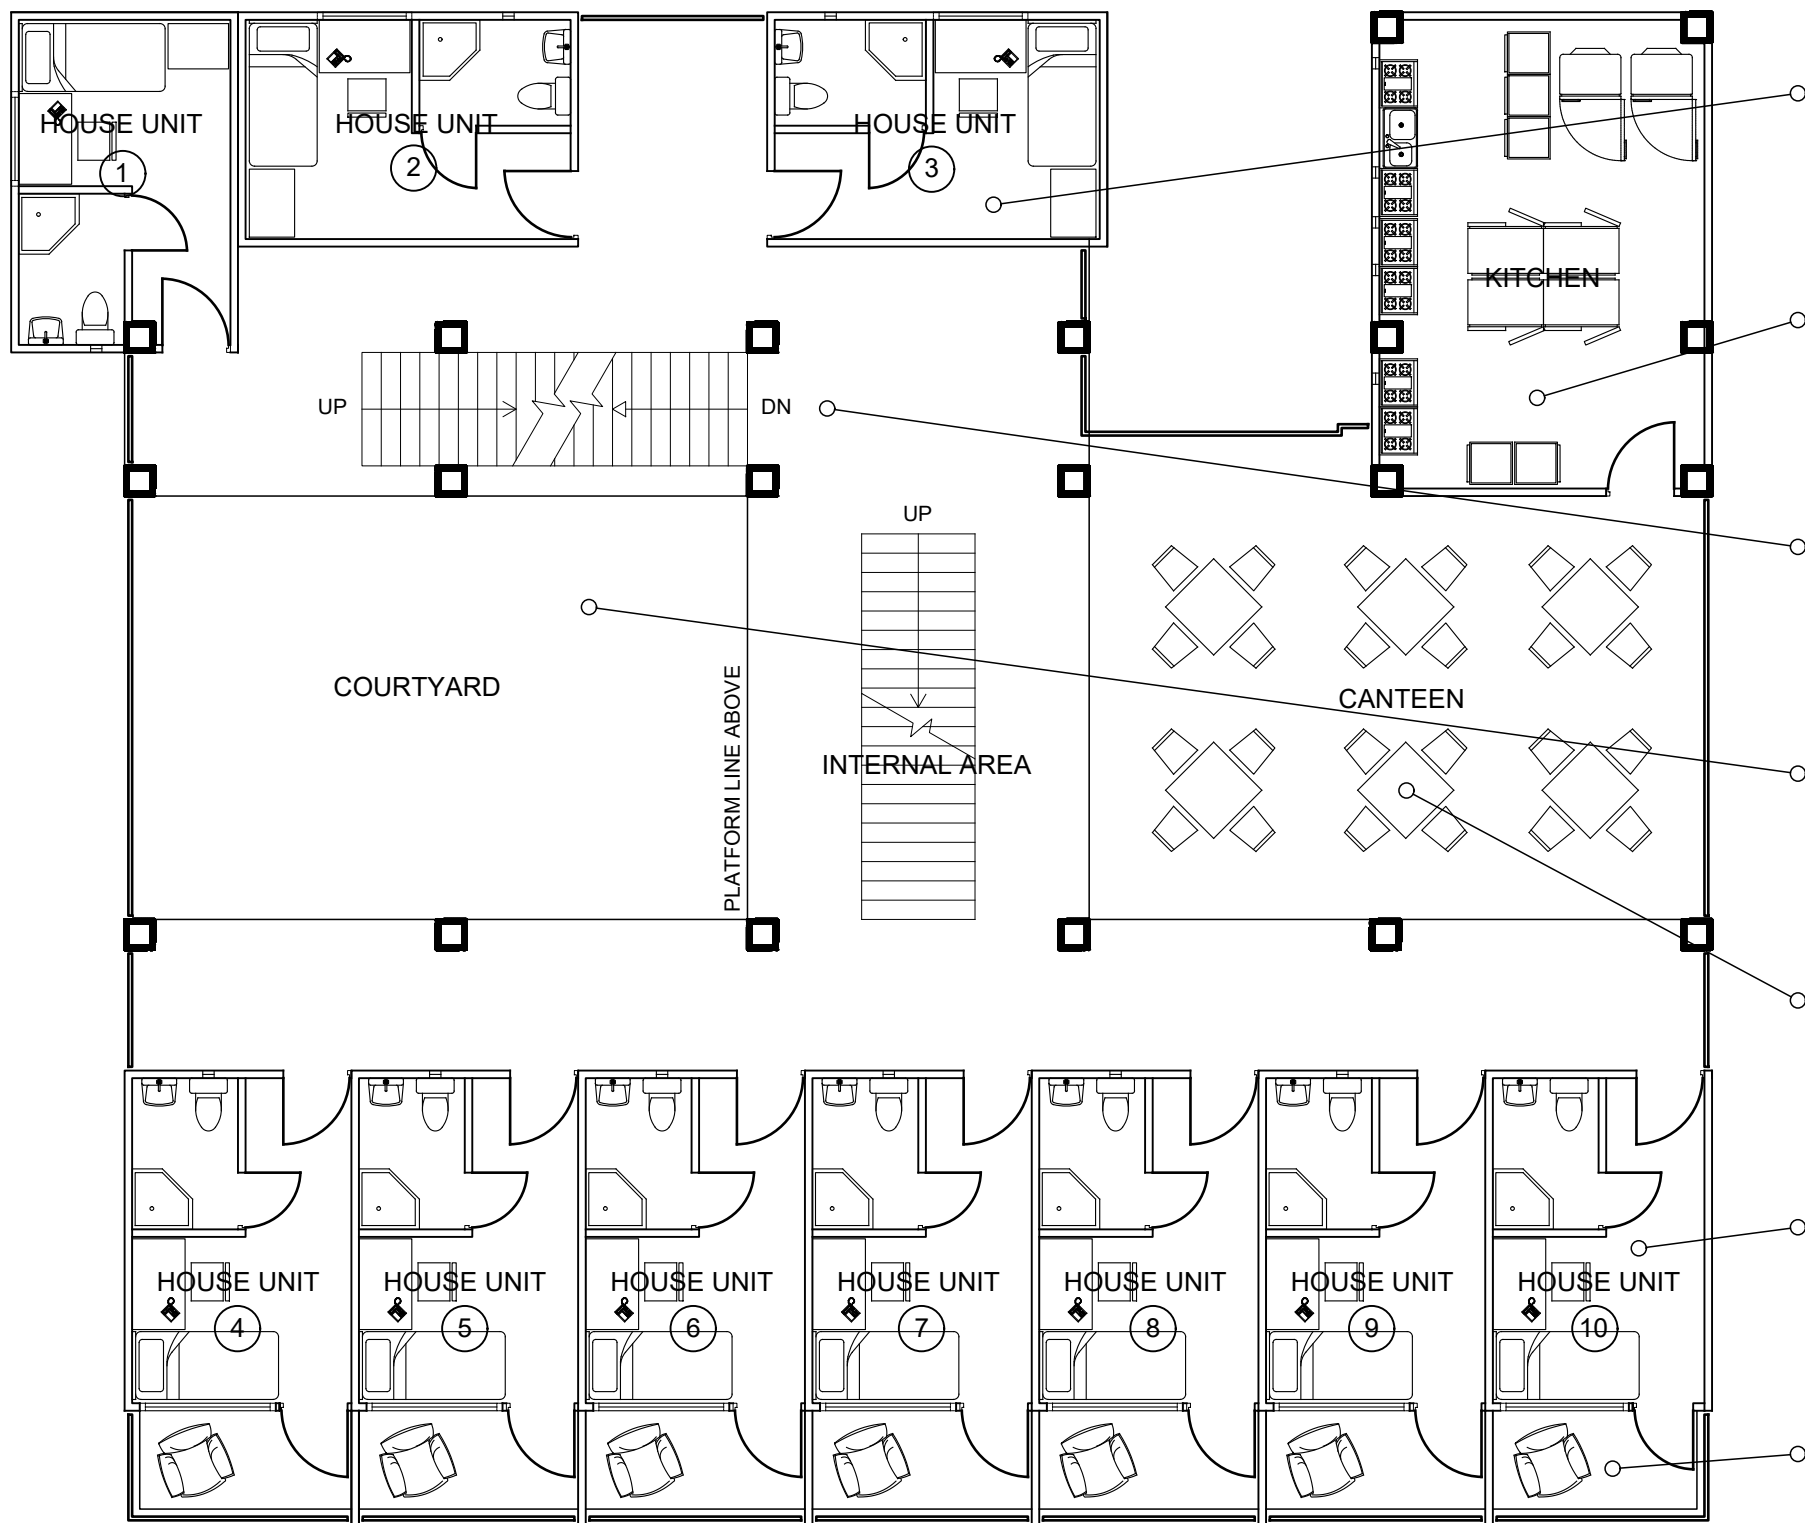 HOUSE UNIT
1
HOUSE UNIT
2
HOUSE UNIT
3
KITCHEN
UP
DN
UP
COURTYARD
PLATFORM LINE ABOVE
INTERNAL AREA
CANTEEN
HOUSE UNIT
4
HOUSE UNIT
5
HOUSE UNIT
6
HOUSE UNIT
7
HOUSE UNIT
8
HOUSE UNIT
9
HOUSE UNIT
10